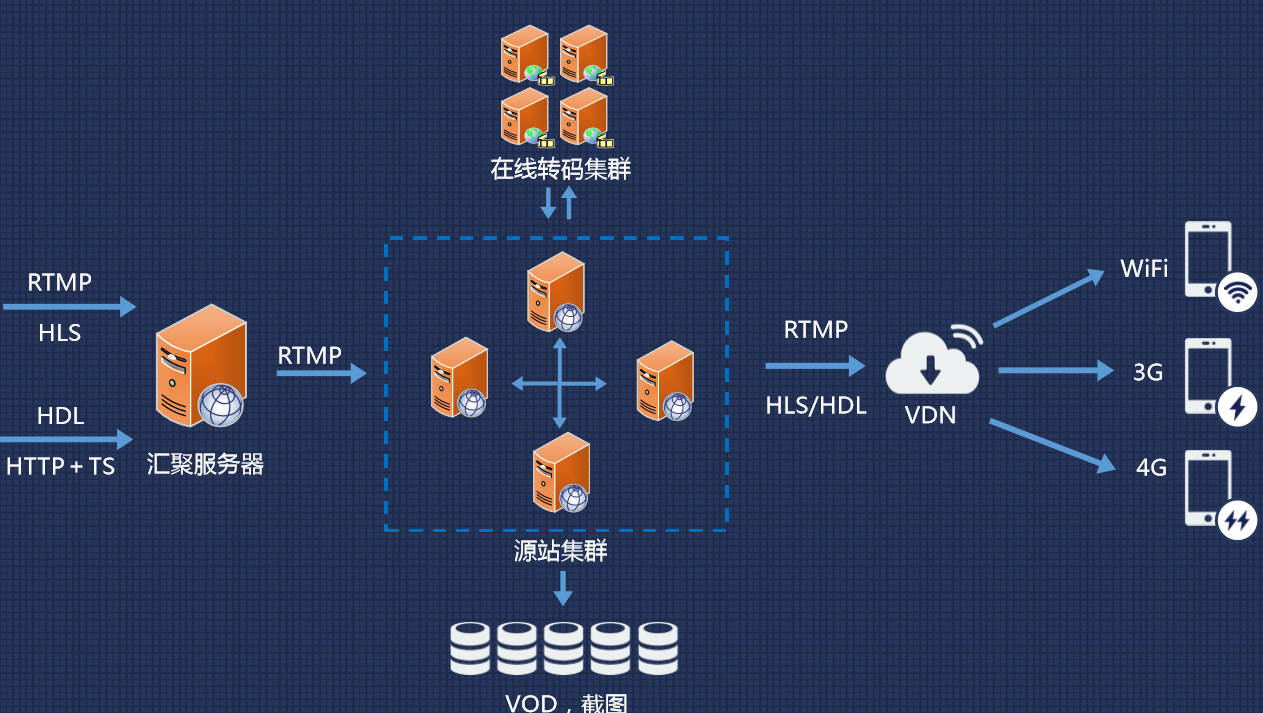 在线转码集群
RTMP
HLS
HDL
HTTP + TS
汇聚服务器
RTMP
源站集群
VOD，截图
RTMP
HLS/HDL
VDN
WiFi
3G
4G